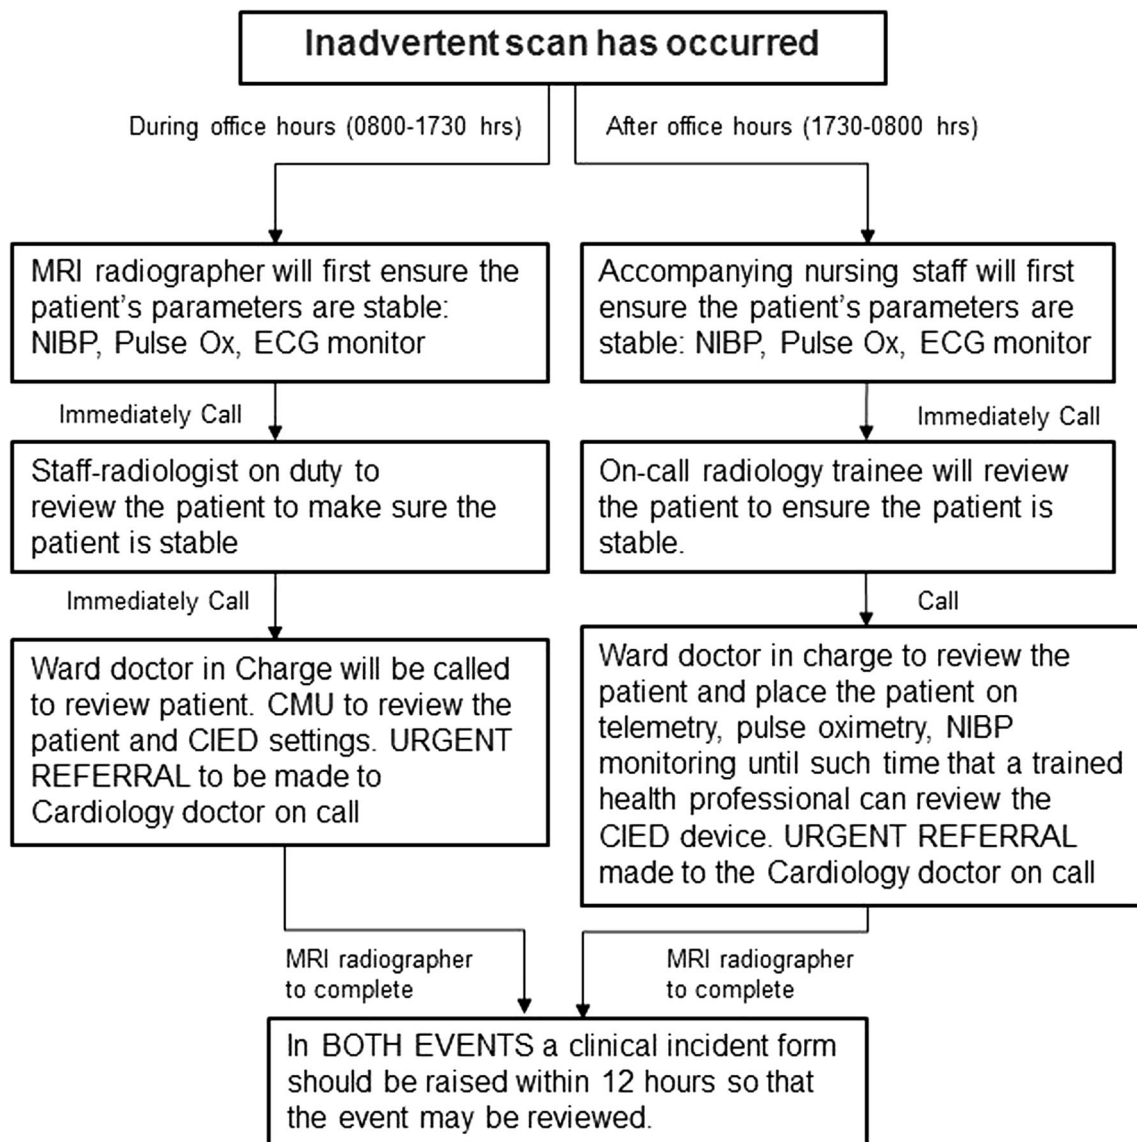 Inadvertent scan has occurred
During office hours (0800-1730 hrs)
After office hours (1730-0800 hrs)
MRI radiographer will first ensure the
patient's parameters are stable:
NIBP, Pulse Ox, ECG monitor
Accompanying nursing staff will first
ensure the patient's parameters are
stable: NIBP, Pulse Ox, ECG monitor
Immediately Call
Immediately Call
Staff-radiologist on duty to
review the patient to make sure the
patient is stable
On-call radiology trainee will review
the patient to ensure the patient is
stable.
Immediately Call
Call
Ward doctor in Charge will be called
to review patient. CMU to review the
patient and CIED settings. URGENT
REFERRAL to be made to
Cardiology doctor on call
Ward doctor in charge to review the
patient and place the patient on
telemetry, pulse oximetry, NIBP
monitoring until such time that a trained
health professional can review the
CIED device. URGENT REFERRAL
made to the Cardiology doctor on call
MRI radiographer
to complete
MRI radiographer
to complete
In BOTH EVENTS a clinical incident form
should be raised within 12 hours so that
the event may be reviewed.